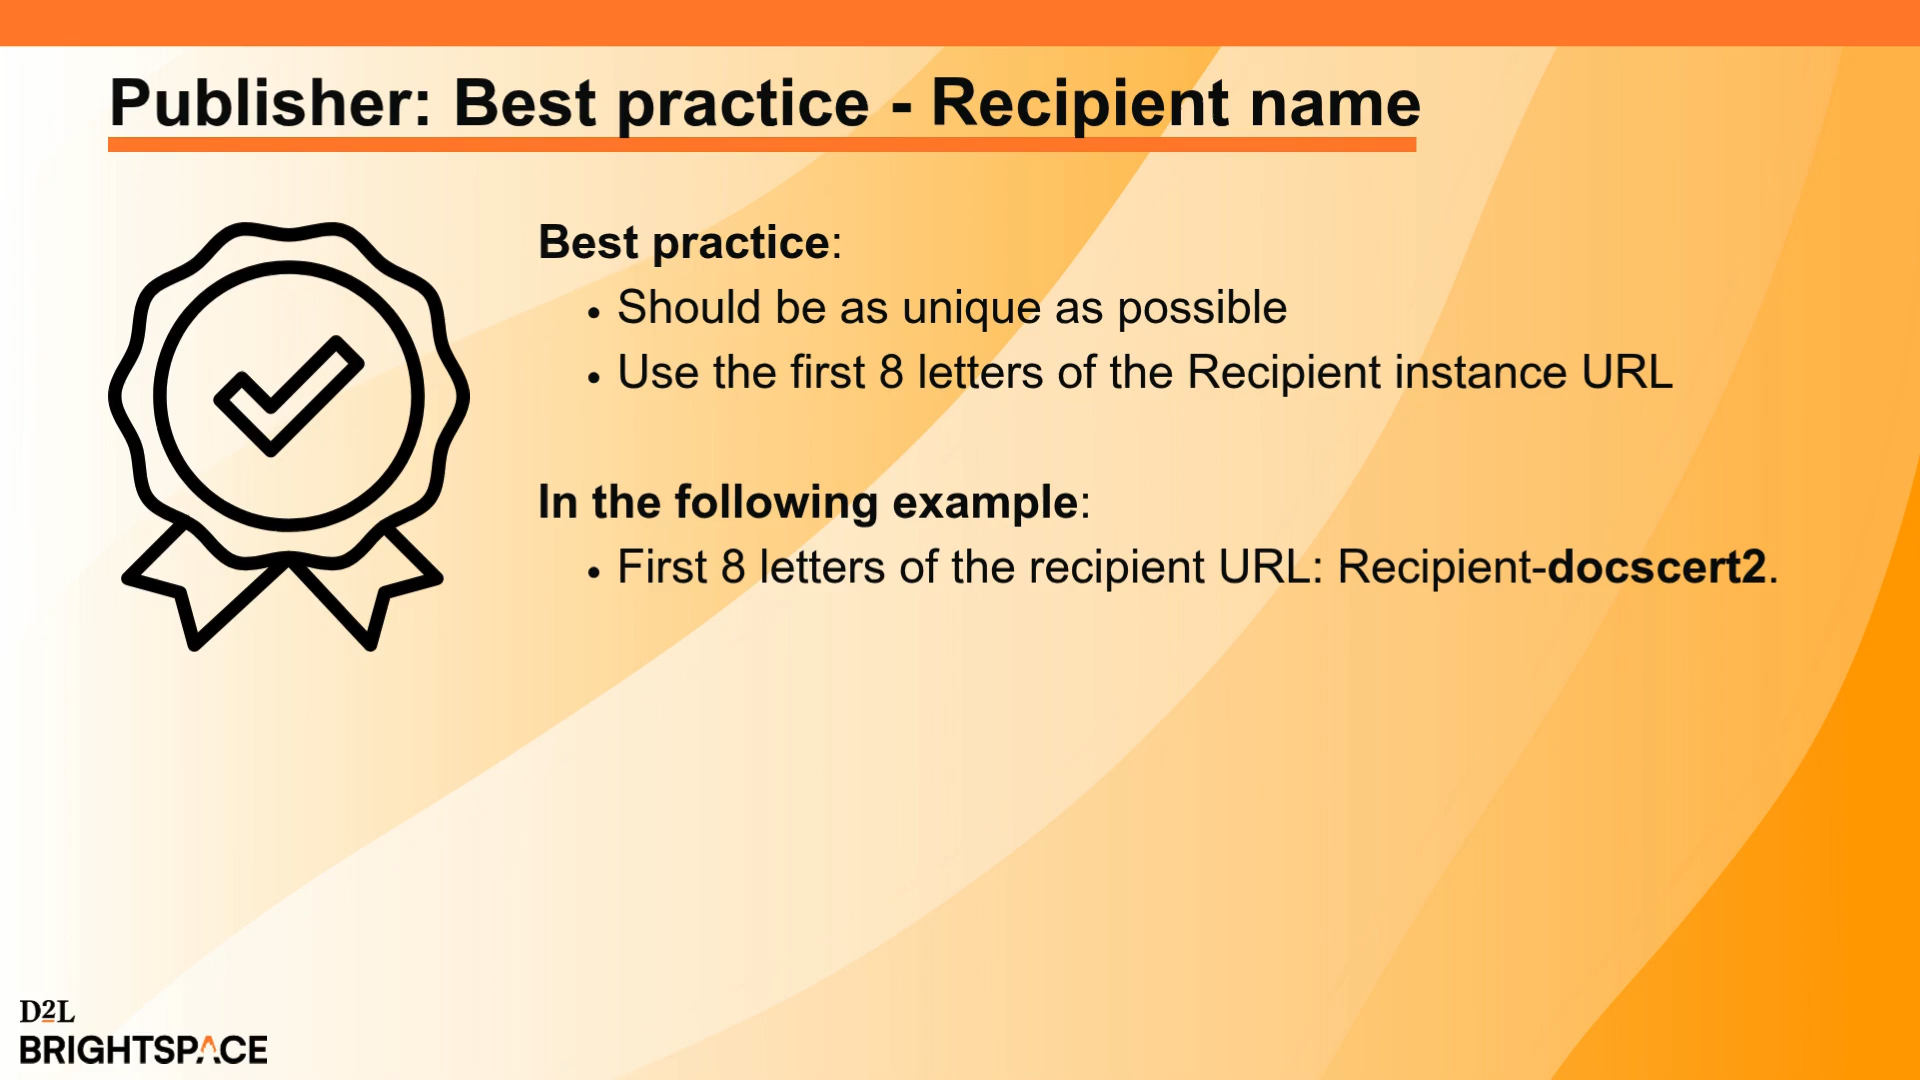 Publisher: Best practice - Recipient name
Best practice:
• Should be as unique as possible
• Use the first 8 letters of the Recipient instance URL
In the following example:
• First 8 letters of the recipient URL: Recipient-docscert2.
D2L
BRIGHTSPACE